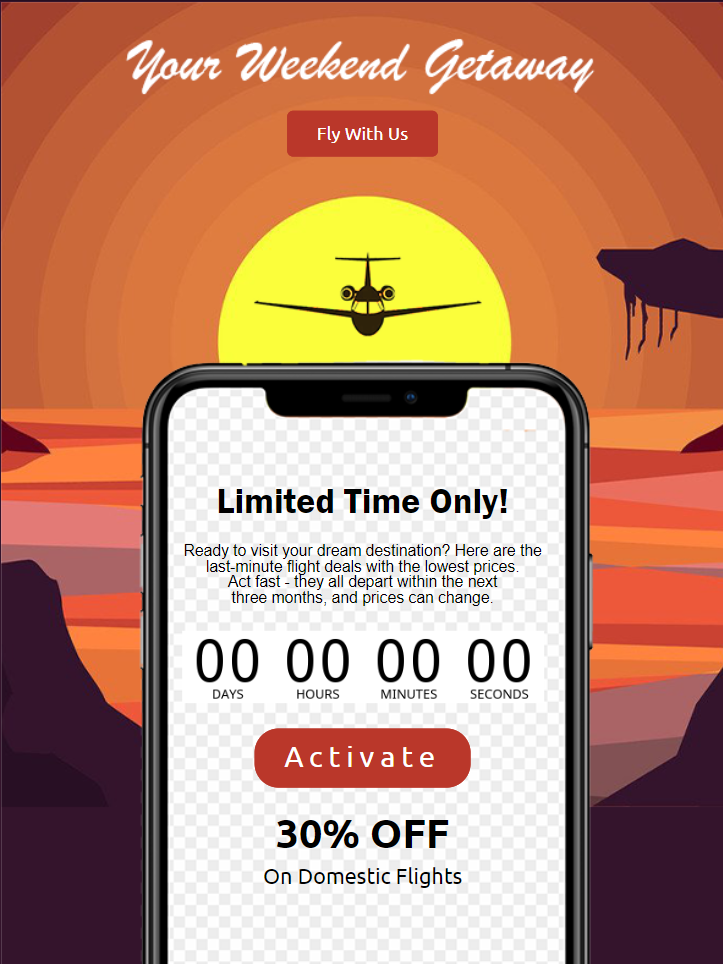 Your Weekend Getaway
Fly With Us
Limited Time Only!
Ready to visit your dream destination? Here are the
last-minute flight deals with the lowest prices.
Act fast - they all depart within the next
three months, and prices can change.
00 00 00 00
DAYS HOURS MINUTES SECONDS
Activate
30% OFF
On Domestic Flights